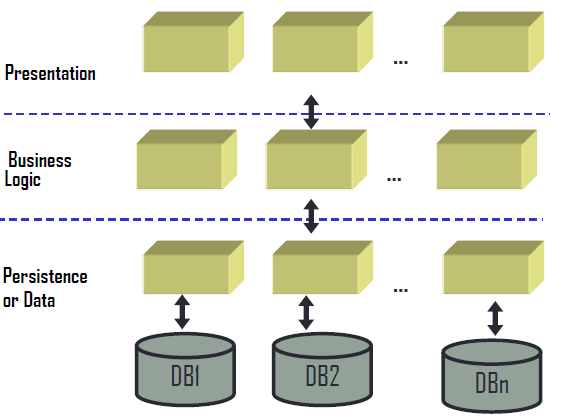 Presentation
...
Business
Logic
...
Persistence
or Data
...
DB1
DB2
DBn